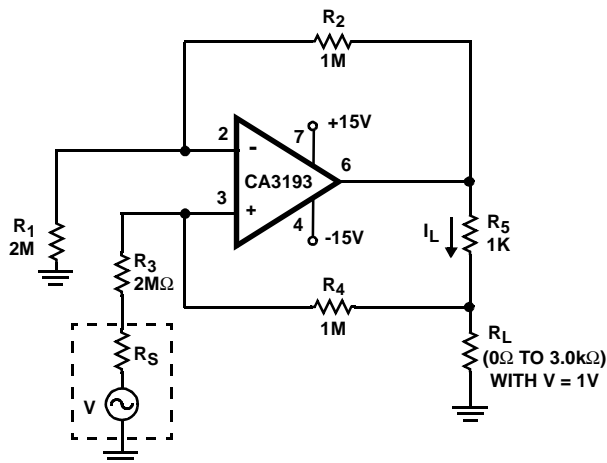 R2
1M
+15V
7
2
-
6
CA3193
3
+
4
-15V
R1
2M
R3
2MΩ
IL
R5
1K
R4
1M
RS
V
RL
(0Ω TO 3.0kΩ)
WITH V = 1V